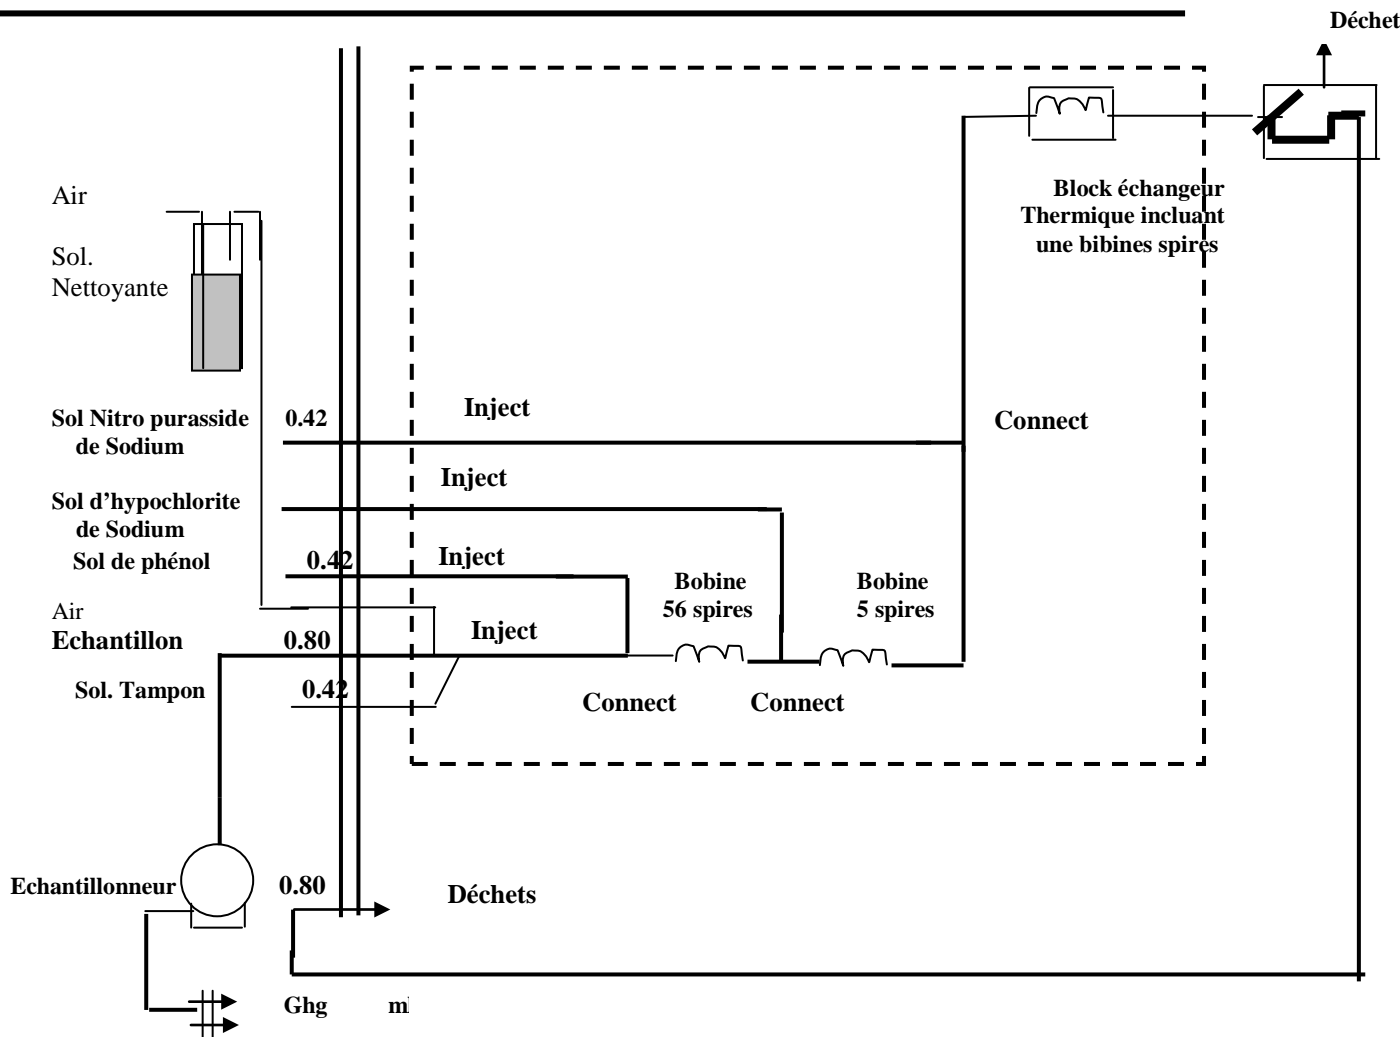 Déchet
Block échangeur
Thermique incluant
une bibines spires
Air
Sol.
Nettoyante
Sol Nitro purasside
de Sodium
0.42
Inject
Connect
Sol d'hypochlorite
de Sodium
Inject
Sol de phénol
0.42
Inject
Bobine
56 spires
Bobine
5 spires
Air
Echantillon
0.80
Inject
Sol. Tampon
0.42
Connect
Connect
Echantillonneur
0.80
Déchets
Ghg